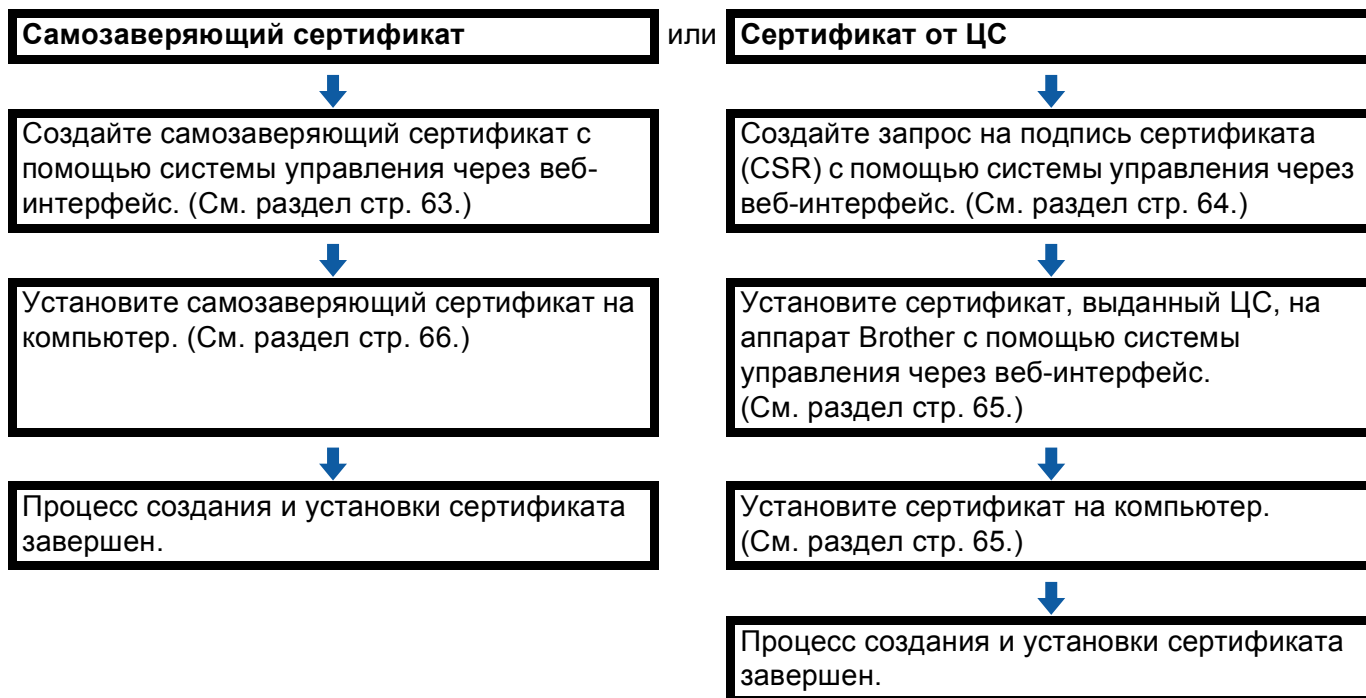 Самозаверяющий сертификат
или
Сертификат от ЦС
Создайте самозаверяющий сертификат с
помощью системы управления через веб-
интерфейс. (См. раздел стр. 63.)
Создайте запрос на подпись сертификата
(CSR) с помощью системы управления через
веб-интерфейс. (См. раздел стр. 64.)
Установите самозаверяющий сертификат на
компьютер. (См. раздел стр. 66.)
Установите сертификат, выданный ЦС, на
аппарат Brother с помощью системы
управления через веб-интерфейс.
(См. раздел стр. 65.)
Процесс создания и установки сертификата
завершен.
Установите сертификат на компьютер.
(См. раздел стр. 65.)
Процесс создания и установки сертификата
завершен.